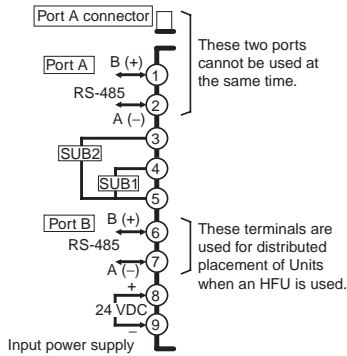 Port A connector
These two ports
cannot be used at
the same time.
Port A
B (+)
1
RS-485
2
A (−)
3
SUB2
4
SUB1
5
Port B
B (+)
6
RS-485
A (−)
7
These terminals are
used for distributed
placement of Units
when an HFU is used.
+
8
24 VDC
−
9
Input power supply